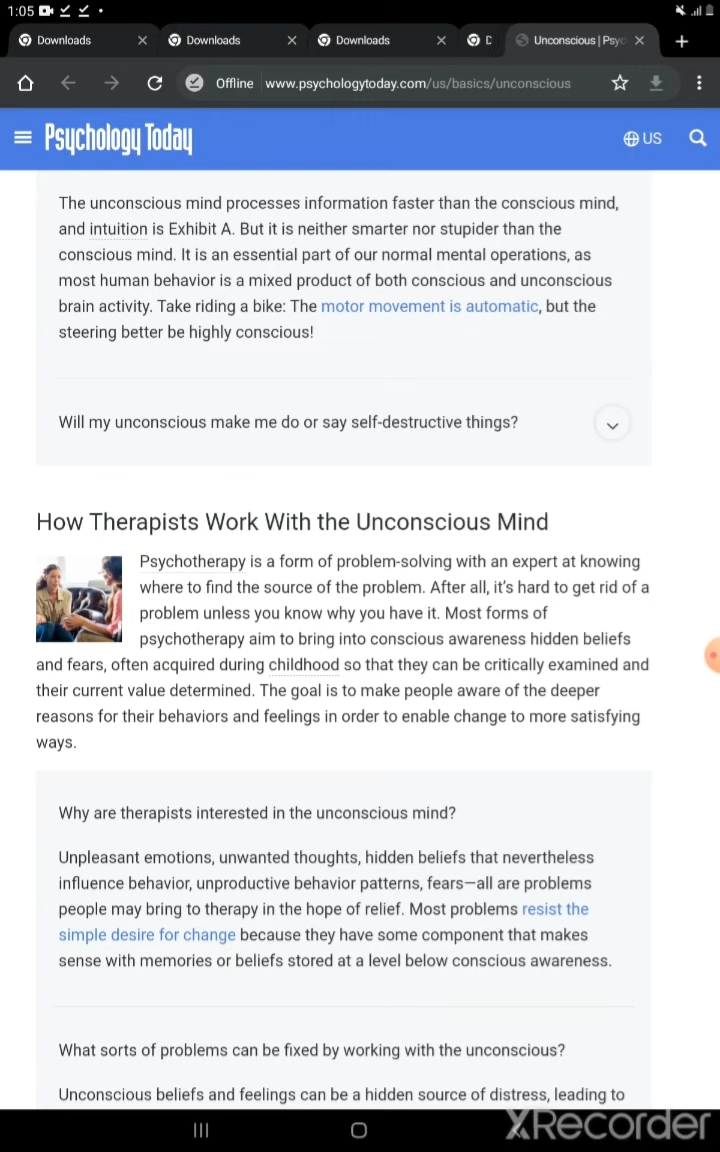 1:05
Downloads
Downloads
Downloads
D
Unconscious | Psyc
Offline www.psychologytoday.com/us/basics/unconscious
Psychology Today
US
The unconscious mind processes information faster than the conscious mind,
and intuition is Exhibit A. But it is neither smarter nor stupider than the
conscious mind. It is an essential part of our normal mental operations, as
most human behavior is a mixed product of both conscious and unconscious
brain activity. Take riding a bike: The motor movement is automatic, but the
steering better be highly conscious!
Will my unconscious make me do or say self-destructive things?
How Therapists Work With the Unconscious Mind
Psychotherapy is a form of problem-solving with an expert at knowing
where to find the source of the problem. After all, it's hard to get rid of a
problem unless you know why you have it. Most forms of
psychotherapy aim to bring into conscious awareness hidden beliefs
and fears, often acquired during childhood so that they can be critically examined and
their current value determined. The goal is to make people aware of the deeper
reasons for their behaviors and feelings in order to enable change to more satisfying
ways.
Why are therapists interested in the unconscious mind?
Unpleasant emotions, unwanted thoughts, hidden beliefs that nevertheless
influence behavior, unproductive behavior patterns, fears—all are problems
people may bring to therapy in the hope of relief. Most problems resist the
simple desire for change because they have some component that makes
sense with memories or beliefs stored at a level below conscious awareness.
What sorts of problems can be fixed by working with the unconscious?
Unconscious beliefs and feelings can be a hidden source of distress, leading to
XRecorder